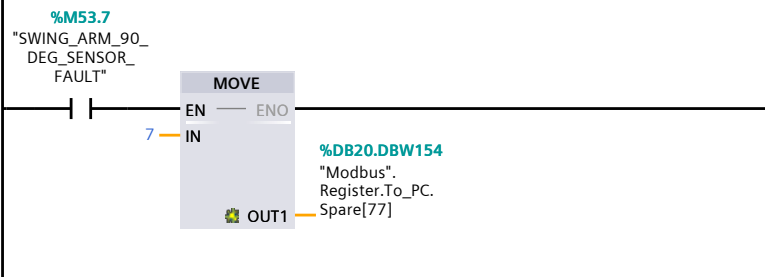 %M53.7
"SWING_ARM_90_
DEG_SENSOR_
FAULT"
MOVE
EN
ENO
7
IN
%DB20.DBW154
"Modbus".
Register.To_PC.
Spare[77]
OUT1